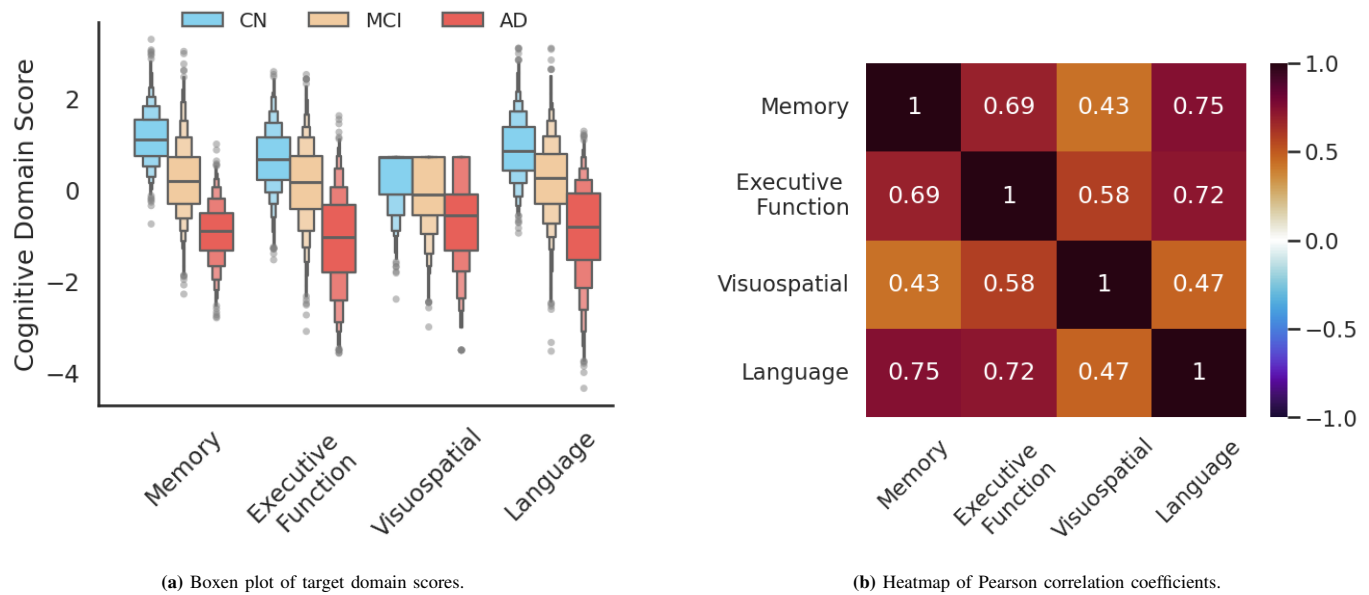 CN MCI AD
Cognitive Domain Score
2
0
−2
−4
Memory
Executive
Function
Visuospatial
Language
(a) Boxen plot of target domain scores.
Memory
Executive
Function
Visuospatial
Language
1 0.69 0.43 0.75
0.69 1 0.58 0.72
0.43 0.58 1 0.47
0.75 0.72 0.47 1
Memory
Executive
Function
Visuospatial
Language
1.0
0.5
0.0
−0.5
−1.0
(b) Heatmap of Pearson correlation coefficients.